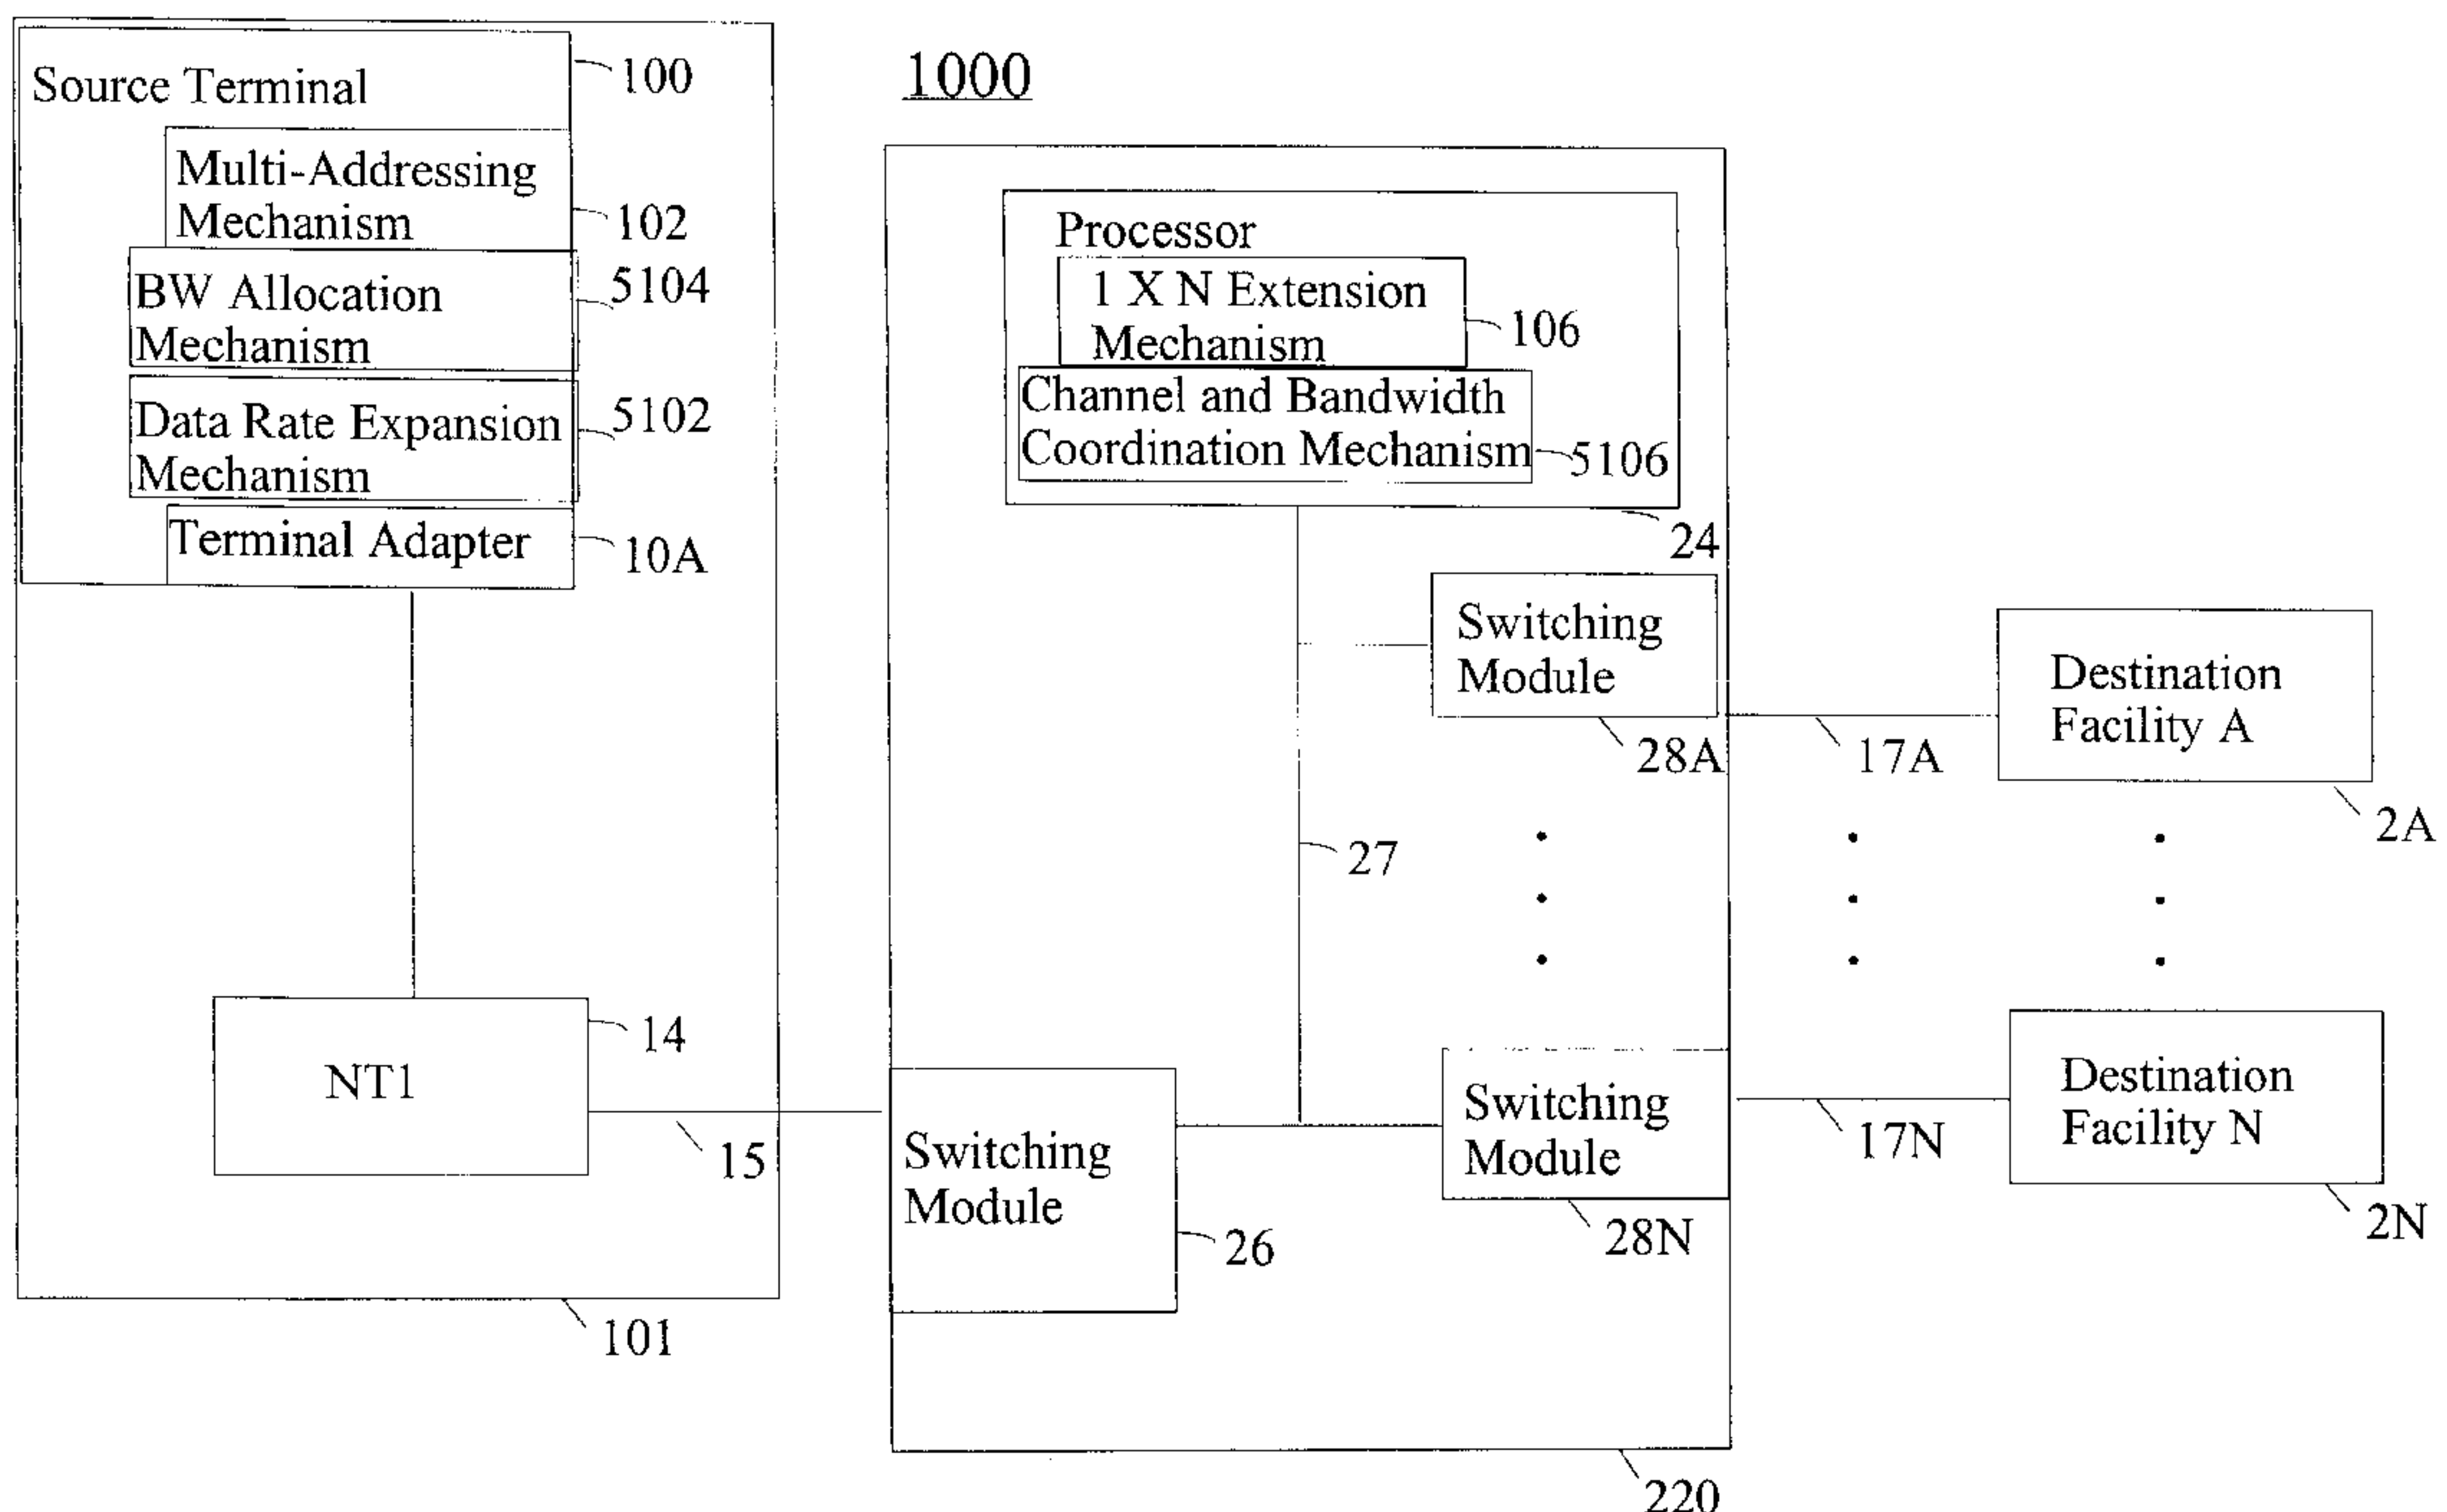 Source Terminal
100
Multi-Addressing
Mechanism
102
BW Allocation
Mechanism
5104
Data Rate Expansion
Mechanism
5102
Terminal Adapter
10A
NT1
14
15
101
1000
Processor
1 X N Extension
Mechanism
106
Channel and Bandwidth
Coordination Mechanism
5106
24
Switching
Module
28A
27
Switching
Module
26
Switching
Module
28N
220
17A
Destination
Facility A
2A
17N
Destination
Facility N
2N